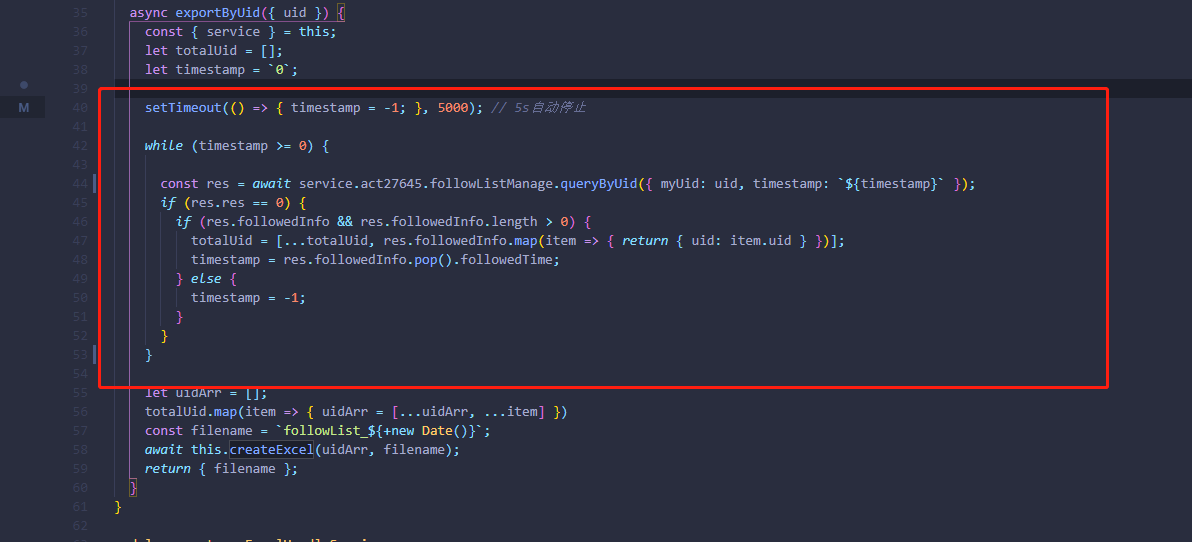 35 async exportByUid({ uid }) {
36 const { service } = this;
37 let totalUid = [];
38 let timestamp = `0`;
39
M 40 setTimeout(() => { timestamp = -1; }, 5000); // 5s自动停止
41
42 while (timestamp >= 0) {
43
44 const res = await service.act27645.followListManage.queryByUid({ myUid: uid, timestamp: `${timestamp}` });
45 if (res.res == 0) {
46 if (res.followedInfo && res.followedInfo.length > 0) {
47 totalUid = [...totalUid, res.followedInfo.map(item => { return { uid: item.uid } })];
48 timestamp = res.followedInfo.pop().followedTime;
49 } else {
50 timestamp = -1;
51 }
52 }
53 }
54
55 let uidArr = [];
56 totalUid.map(item => { uidArr = [...uidArr, ...item] })
57 const filename = `followList_${+new Date()}`;
58 await this.createExcel(uidArr, filename);
59 return { filename };
60 }
61 }
62